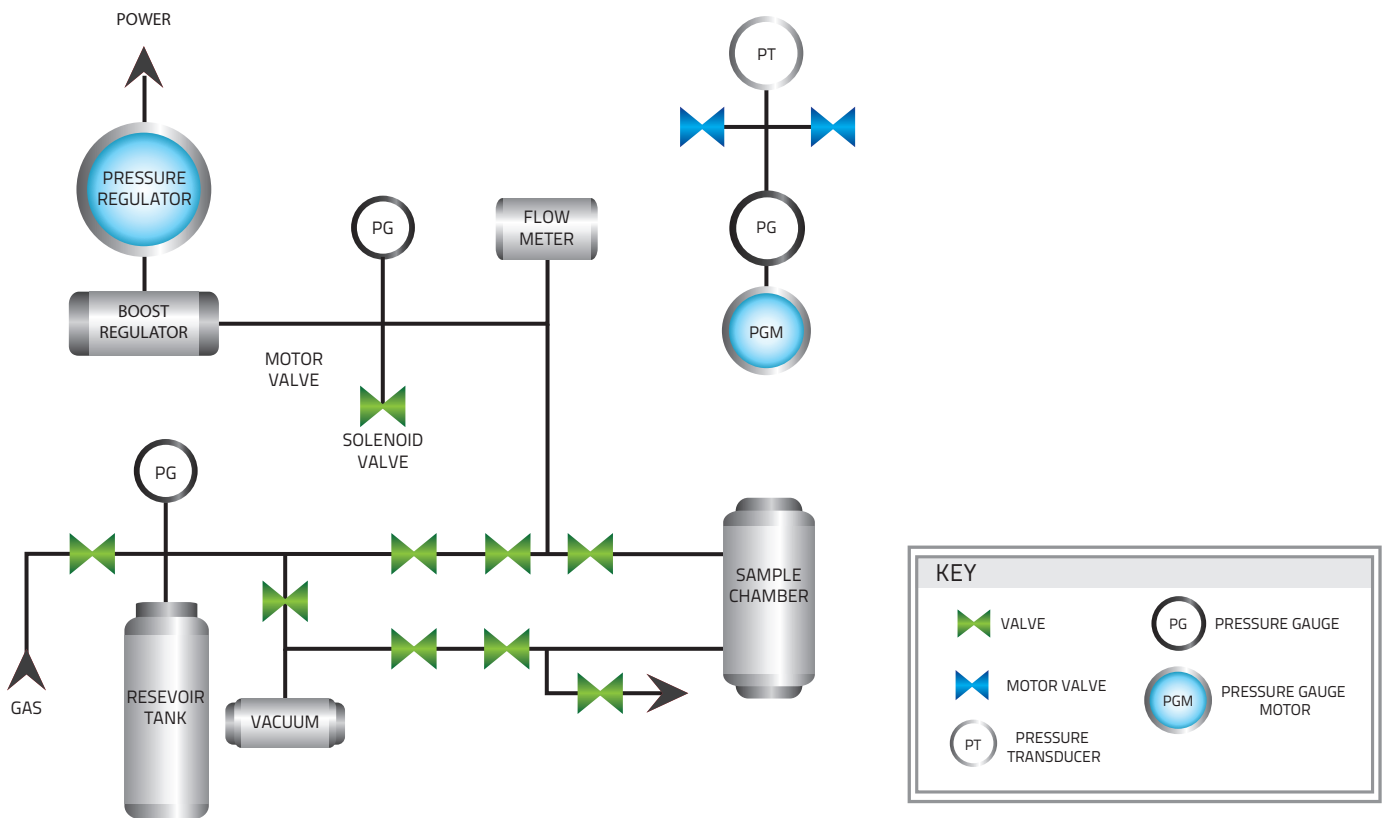 POWER
PT
PRESSURE
REGULATOR
PG
FLOW
METER
PG
BOOST
REGULATOR
PGM
MOTOR
VALVE
SOLENOID
VALVE
PG
SAMPLE
CHAMBER
RESEVOIR
TANK
GAS
VACUUM
KEY
VALVE
PG
PRESSURE GAUGE
MOTOR VALVE
PGM
PRESSURE GAUGE
MOTOR
PT
PRESSURE
TRANSDUCER